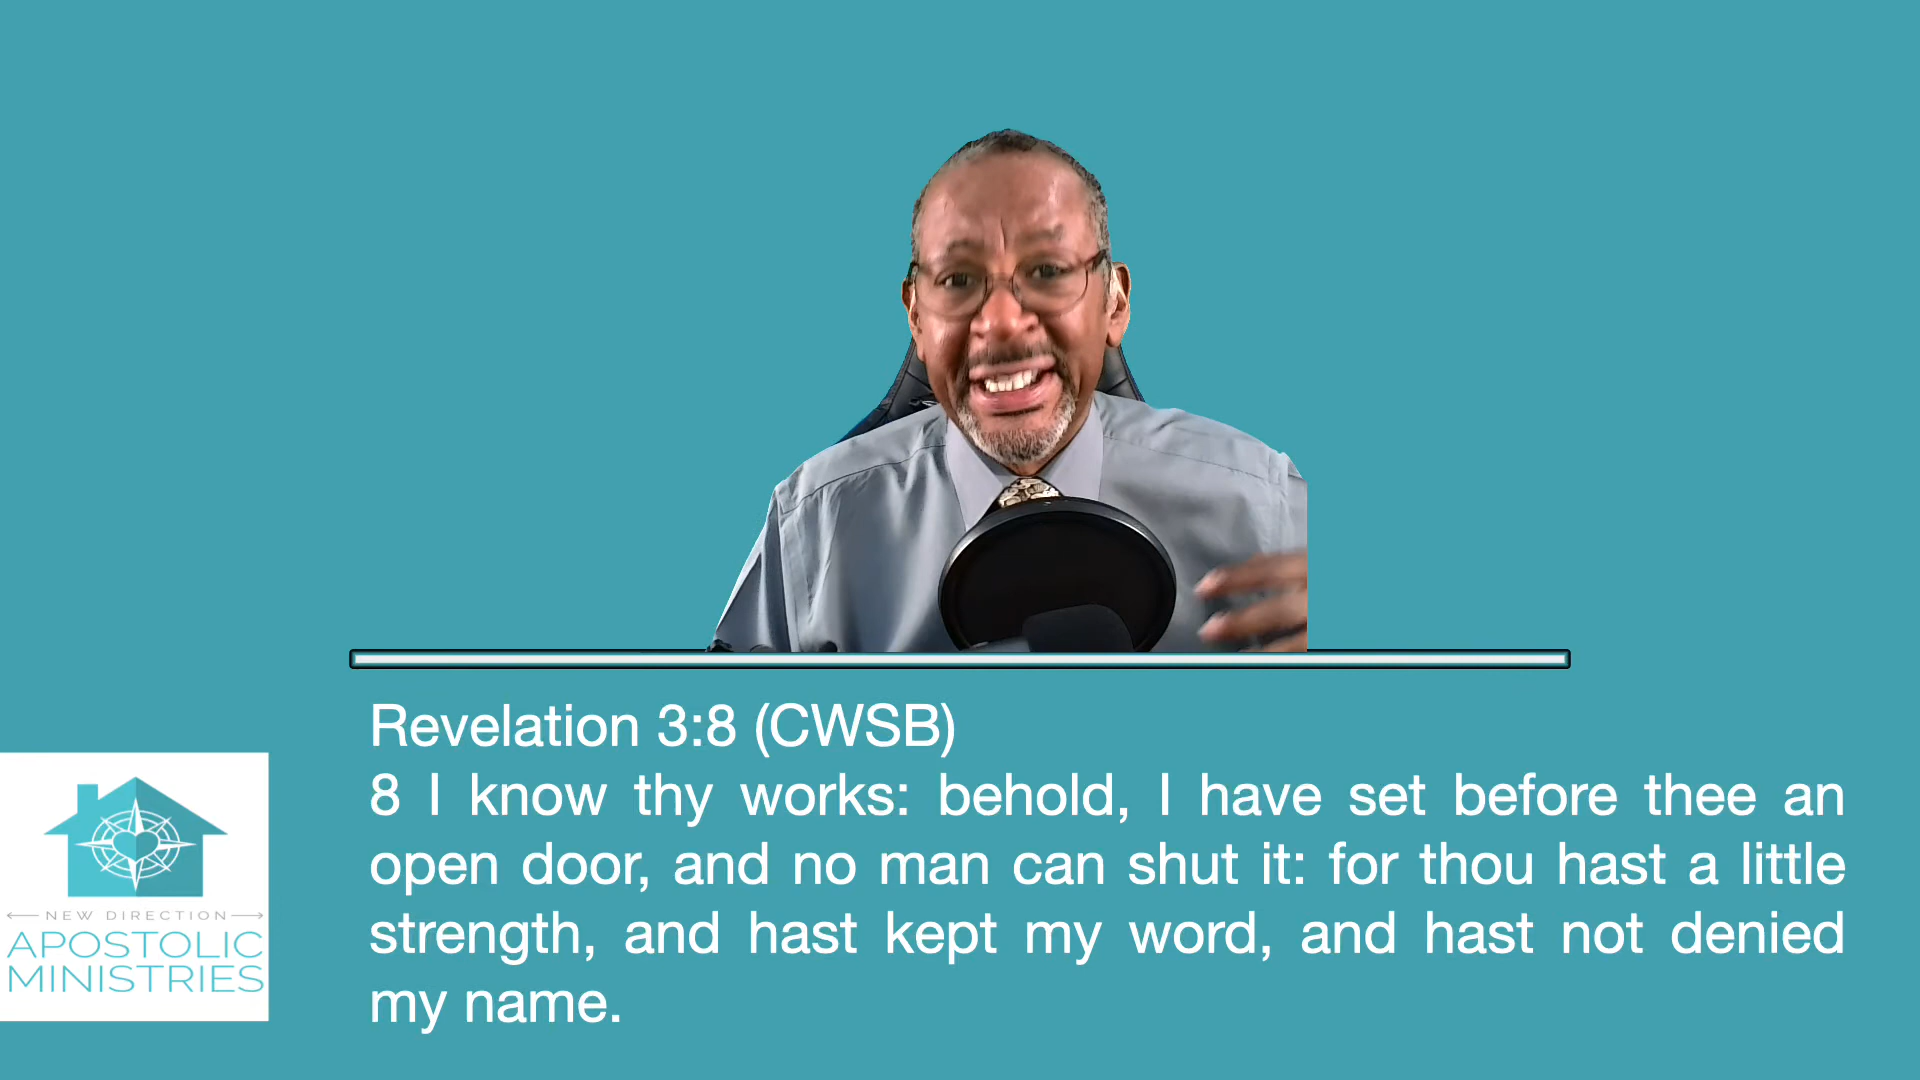 Revelation 3:8 (CWSB)
8 I know thy works: behold, I have set before thee an
open door, and no man can shut it: for thou hast a little
strength, and hast kept my word, and hast not denied
my name.
NEW DIRECTION
APOSTOLIC
MINISTRIES